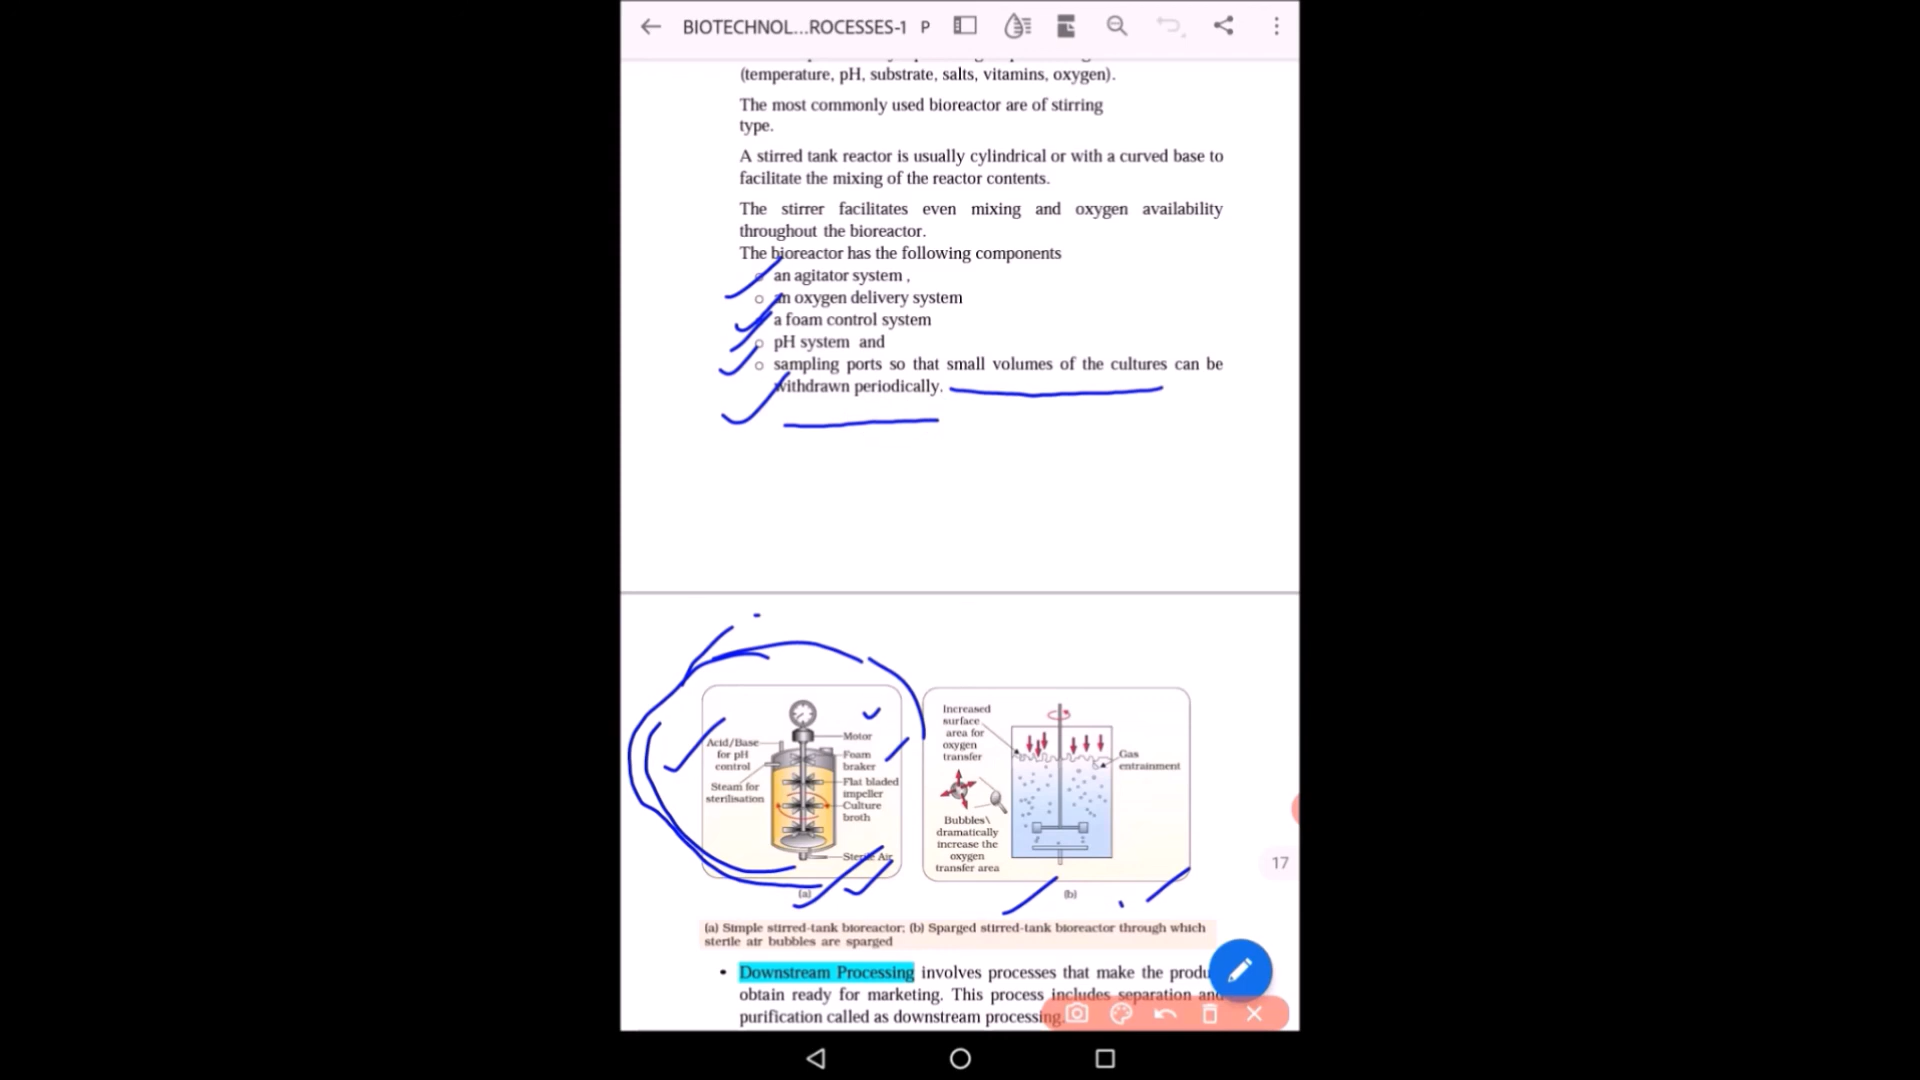 BIOTECHNOL...ROCESSES-1 P
(temperature, pH, substrate, salts, vitamins, oxygen).
The most commonly used bioreactor are of stirring
type.
A stirred tank reactor is usually cylindrical or with a curved base to
facilitate the mixing of the reactor contents.
The stirrer facilitates even mixing and oxygen availability
throughout the bioreactor.
The bioreactor has the following components
an agitator system ,
an oxygen delivery system
a foam control system
pH system and
sampling ports so that small volumes of the cultures can be
withdrawn periodically.
Acid/Base
for pH
control
Steam for
sterilisation
Motor
Foam
braker
Flat bladed
impeller
Culture
broth
Sterile Air
(a)
Increased
surface
area for
oxygen
transfer
Bubbles\
dramatically
increase the
oxygen
transfer area
Gas
entrainment
(b)
17
(a) Simple stirred-tank bioreactor; (b) Sparged stirred-tank bioreactor through which
sterile air bubbles are sparged
• Downstream Processing involves processes that make the produ
obtain ready for marketing. This process includes separation and
purification called as downstream processing.